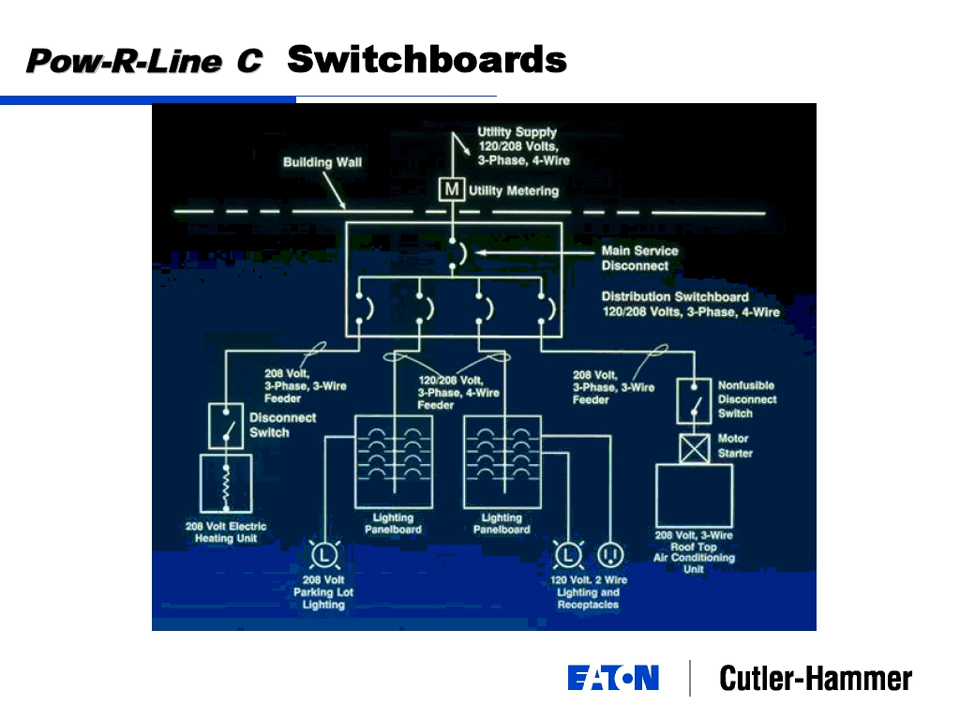 Pow-R-Line C Switchboards
Utility Supply
120/208 Volts,
3-Phase, 4-Wire
Building Wall
M
Utility Metering
Main Service
Disconnect
Distribution Switchboard
120/208 Volts, 3-Phase, 4-Wire
208 Volt,
3-Phase, 3-Wire
Feeder
120/208 Volt,
3-Phase, 4-Wire
Feeder
208 Volt,
3-Phase, 3-Wire
Feeder
Nonfusible
Disconnect
Switch
Disconnect
Switch
Motor
Starter
208 Volt Electric
Heating Unit
Lighting
Panelboard
Lighting
Panelboard
208 Volt, 3-Wire
Roof Top
Air Conditioning
Unit
L
208 Volt
Parking Lot
Lighting
L
120 Volt. 2 Wire
Lighting and
Receptacles
EATON
Cutler-Hammer